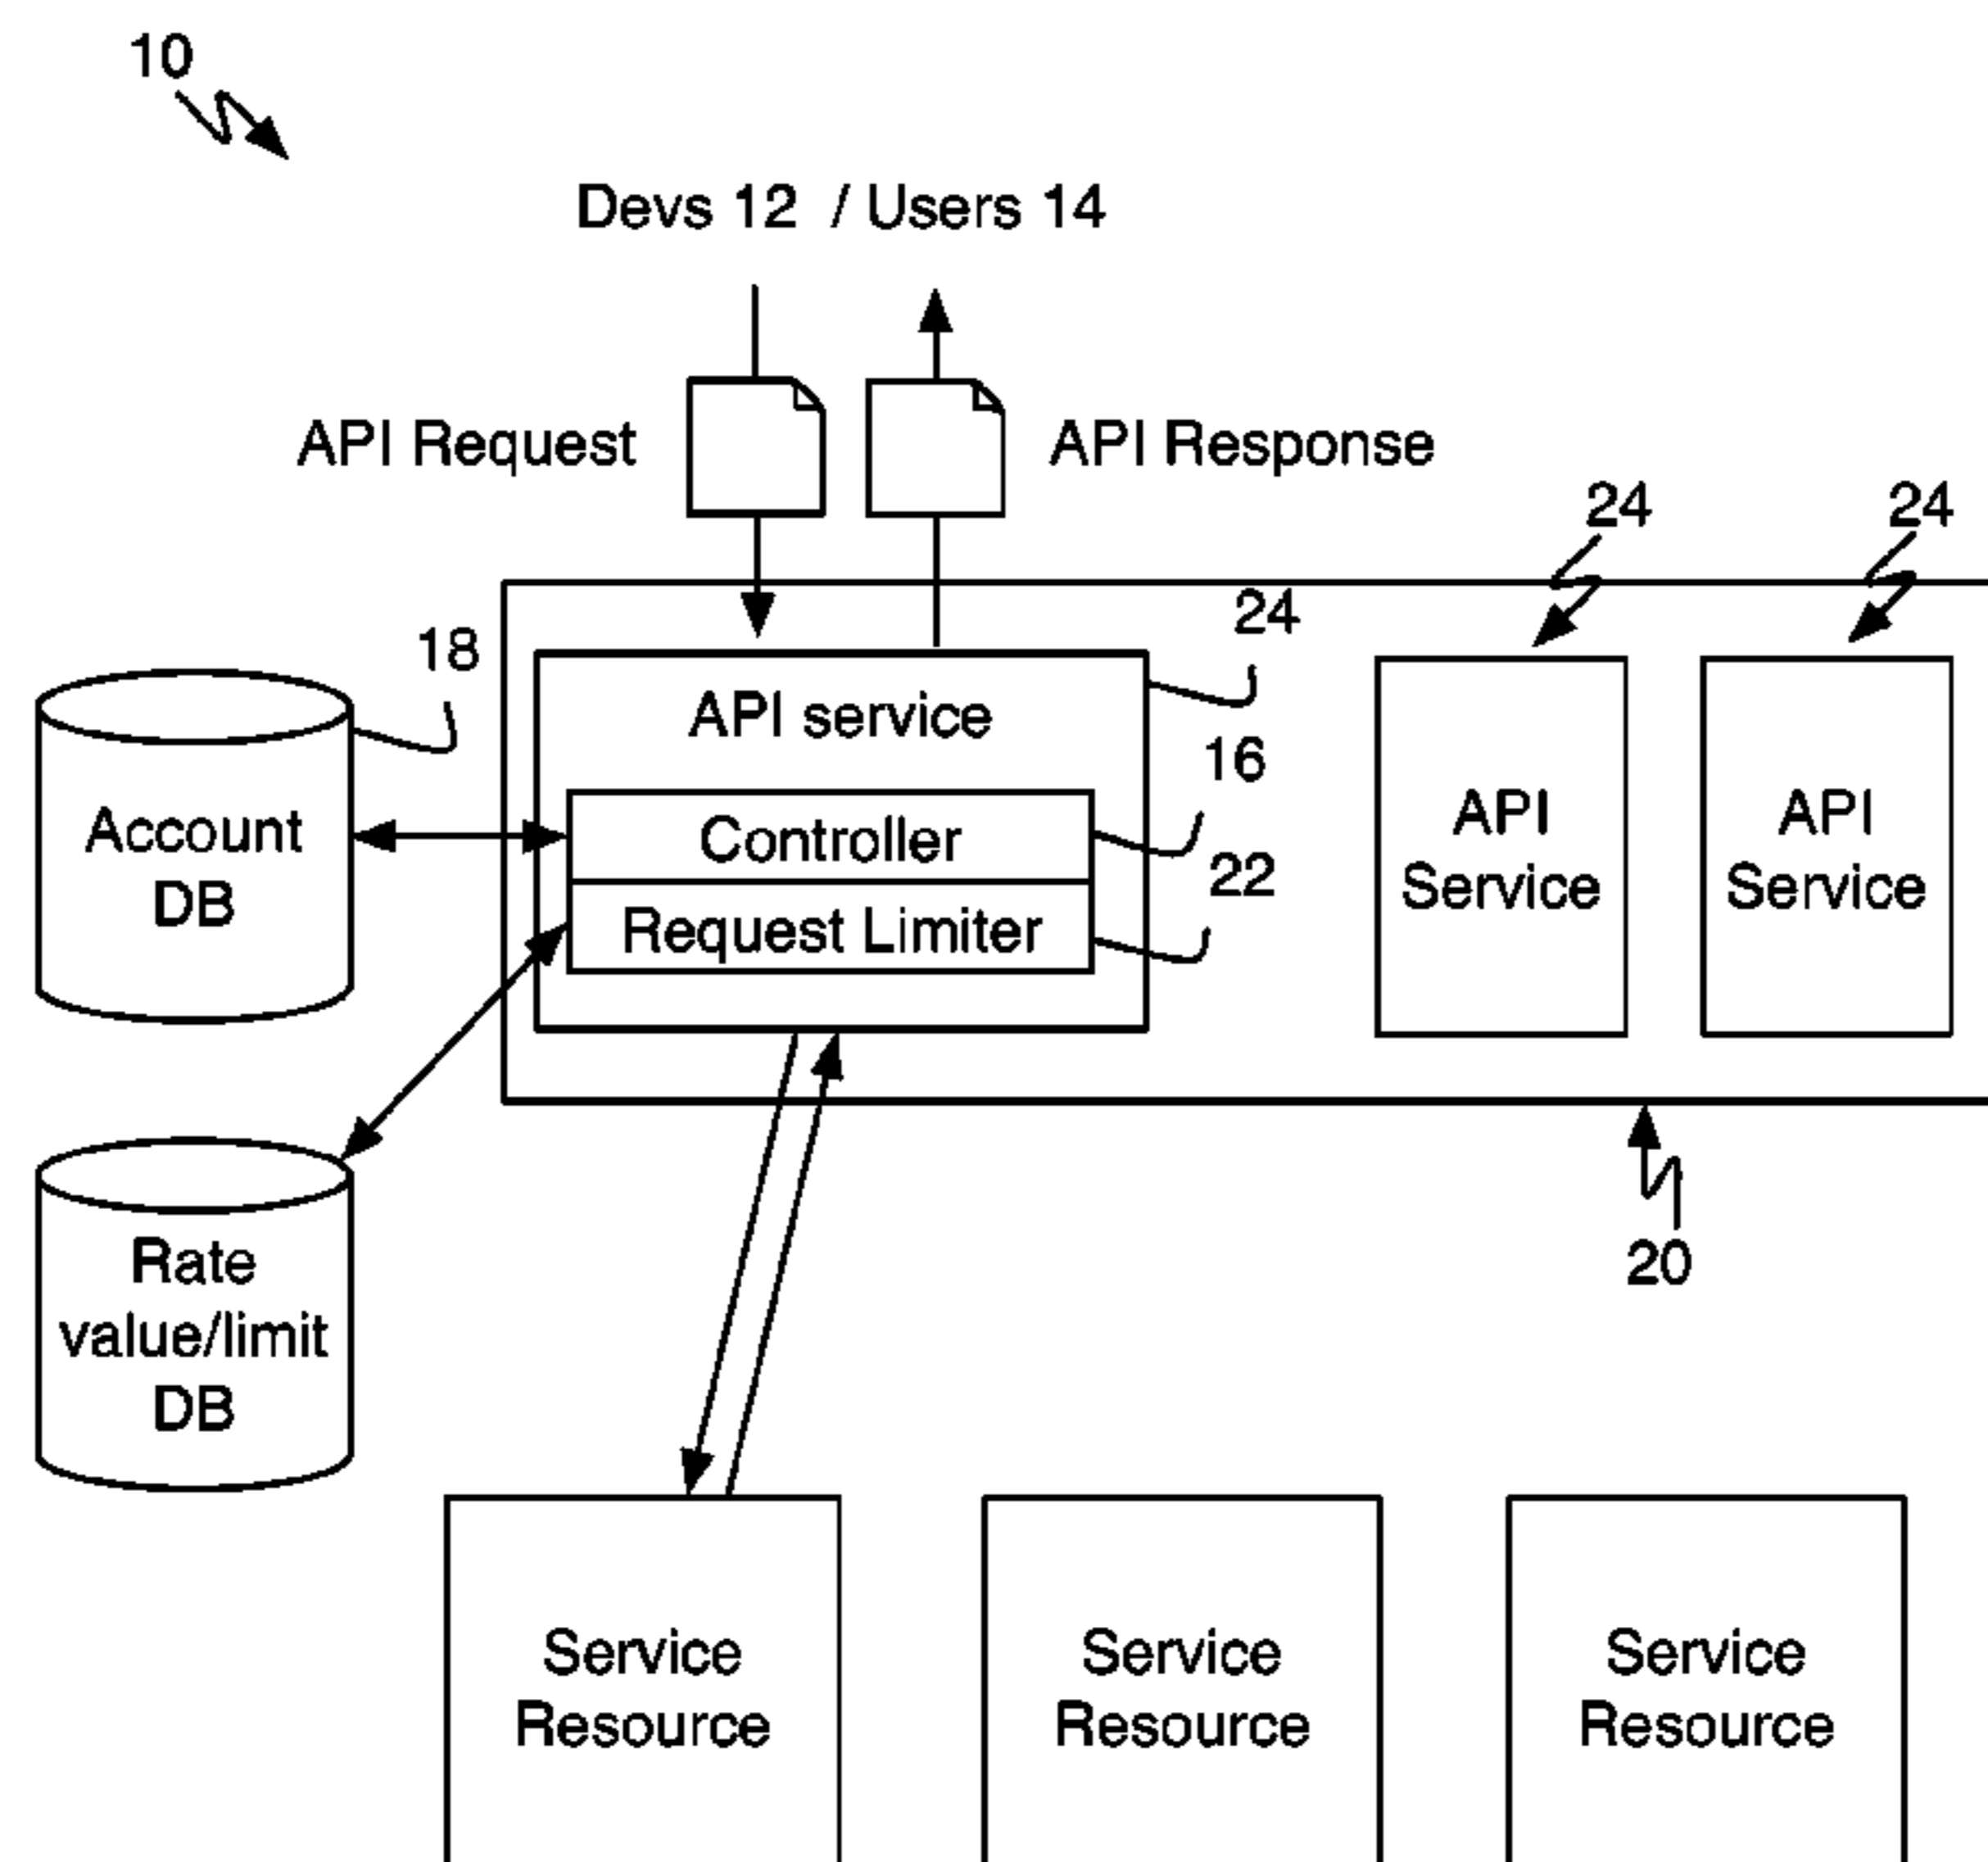 10
Devs 12 / Users 14
API Request
API Response
24
24
24
18
API service
16
Controller
22
Request Limiter
Account
DB
API
Service
API
Service
20
Rate
value/limit
DB
Service
Resource
Service
Resource
Service
Resource